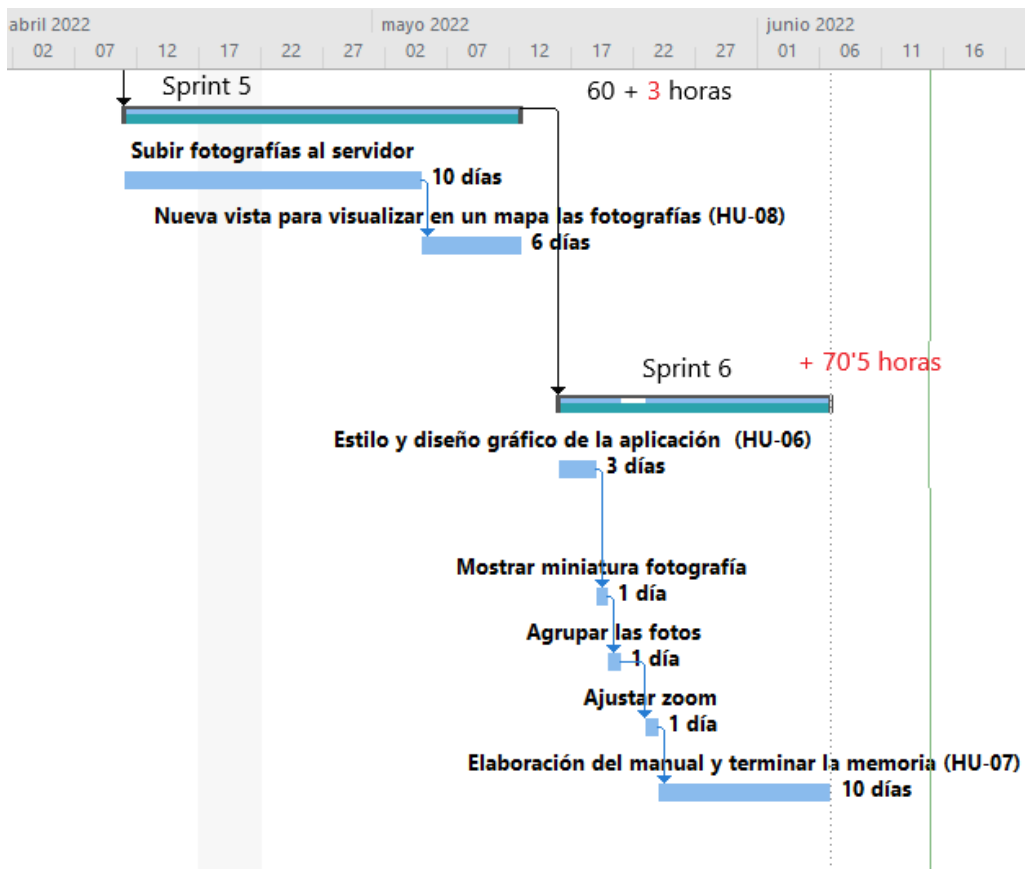 abril 2022 mayo 2022 junio 2022
02 07 12 17 22 27 02 07 12 17 22 27 01 06 11 16
Sprint 5 60 + 3 horas
Subir fotografías al servidor
10 días
Nueva vista para visualizar en un mapa las fotografías (HU-08)
6 días
Sprint 6 + 70'5 horas
Estilo y diseño gráfico de la aplicación (HU-06)
3 días
Mostrar miniatura fotografía
1 día
Agrupar las fotos
1 día
Ajustar zoom
1 día
Elaboración del manual y terminar la memoria (HU-07)
10 días